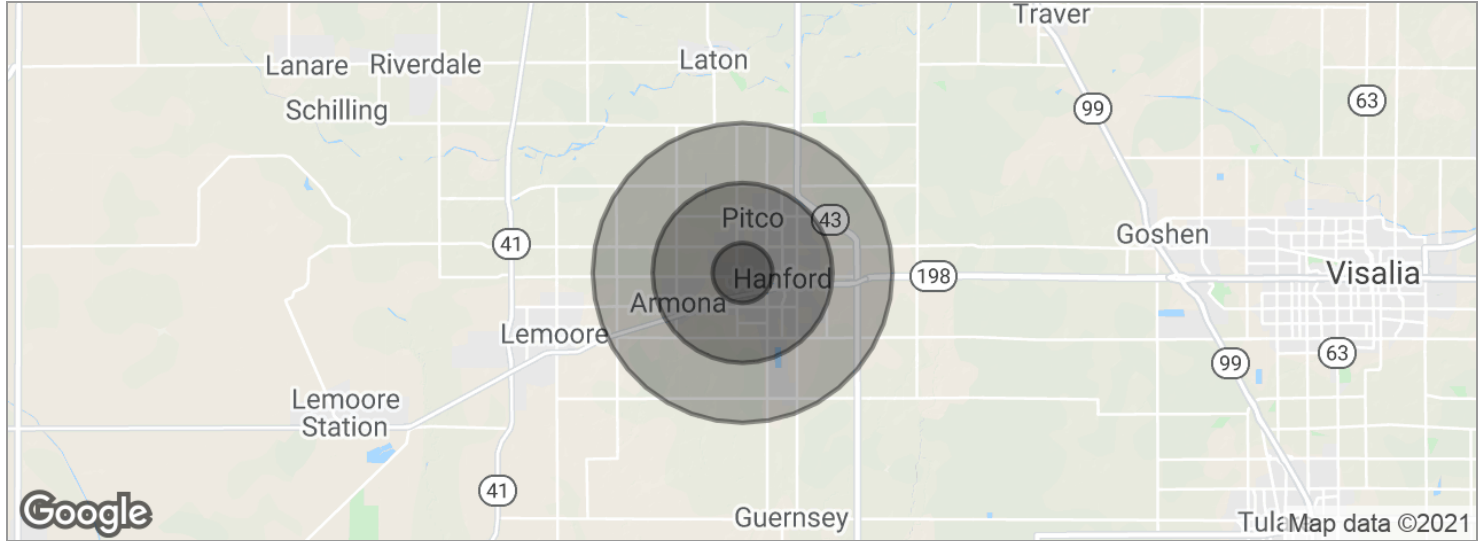 Traver
Lanare
Riverdale
Laton
Schilling
99
63
Pitco
43
41
Goshen
Visalia
Hanford
198
Armona
Lemoore
63
99
Lemoore
Station
41
Google
Guernsey
Map data ©2021